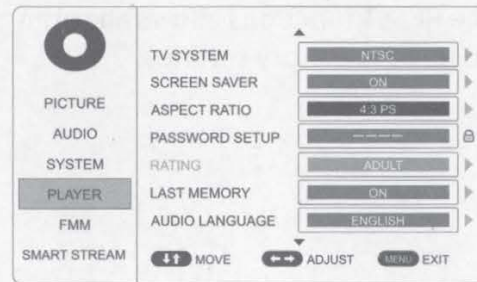 PICTURE
AUDIO
SYSTEM
PLAYER
FMM
SMART STREAM
TV SYSTEM NTSC
SCREEN SAVER ON
ASPECT RATIO 4:3 PS
PASSWORD SETUP ----
RATING ADULT
LAST MEMORY ON
AUDIO LANGUAGE ENGLISH
MOVE ADJUST MENU EXIT